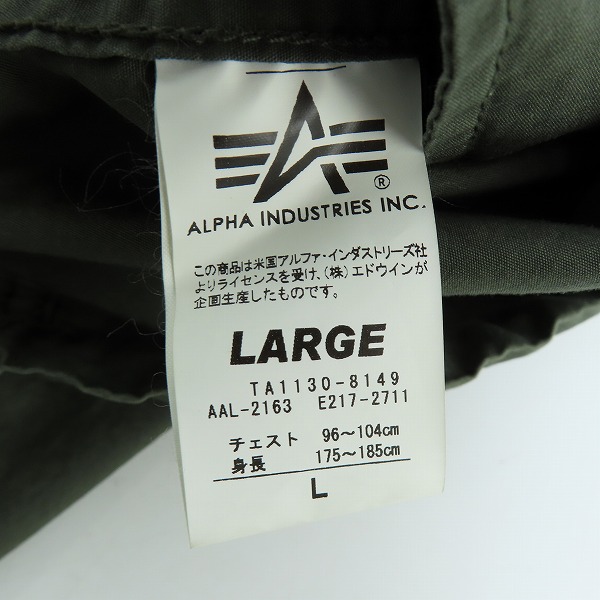 ®
ALPHA INDUSTRIES INC.
この商品は米国アルファ・インダストリーズ社
よりライセンスを受け、(株)エドウインが
企画生産したものです。
LARGE
TA1130-8149
AAL-2163 E217-2711
チェスト 96~104cm
身長 175~185cm
L